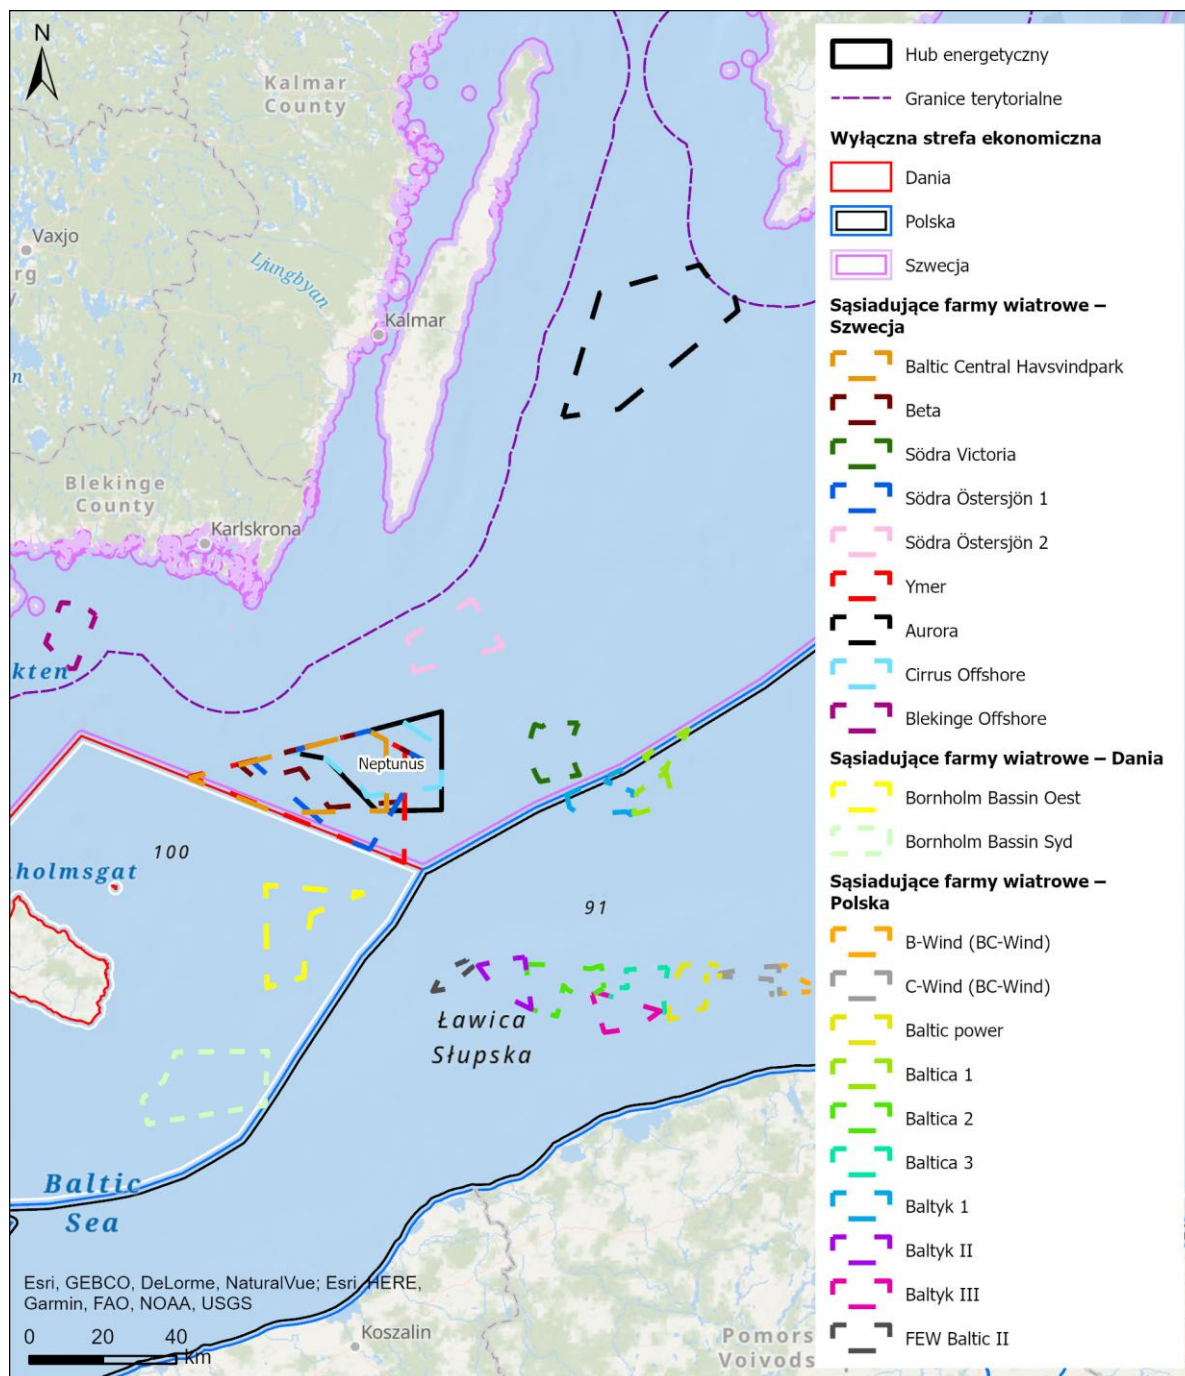 N
Kalmar
County
Vaxjo
rg
Ljungbyan
Kalmar
n
Blekinge
County
Karlskrona
kten
Neptunus
100
holmsgat
91
Ławica
Słupska
Baltic
Sea
Esri, GEBCO, DeLorme, NaturalVue; Esri, HERE,
Garmin, FAO, NOAA, USGS
0 20 40
km
Koszalin
Pomors
Voivods
Hub energetyczny
Granice terytorialne
Wyłączna strefa ekonomiczna
Dania
Polska
Szwecja
Sąsiadujące farmy wiatrowe –
Szwecja
Baltic Central Havsvindpark
Beta
Södra Victoria
Södra Östersjön 1
Södra Östersjön 2
Ymer
Aurora
Cirrus Offshore
Blekinge Offshore
Sąsiadujące farmy wiatrowe – Dania
Bornholm Bassin Oest
Bornholm Bassin Syd
Sąsiadujące farmy wiatrowe –
Polska
B-Wind (BC-Wind)
C-Wind (BC-Wind)
Baltic power
Baltica 1
Baltica 2
Baltica 3
Baltyk 1
Baltyk II
Baltyk III
FEW Baltic II